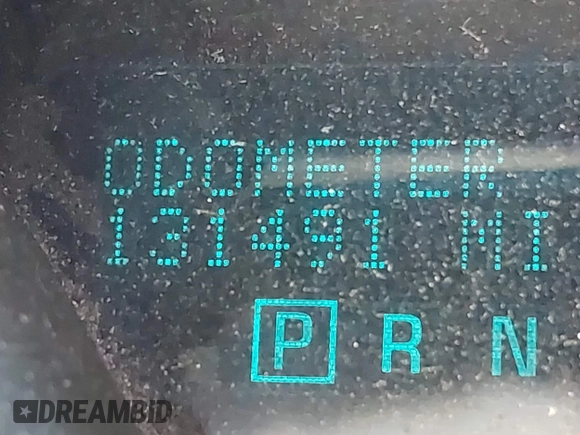 ODOMETER
131491 MI
P R N
DREAMBID